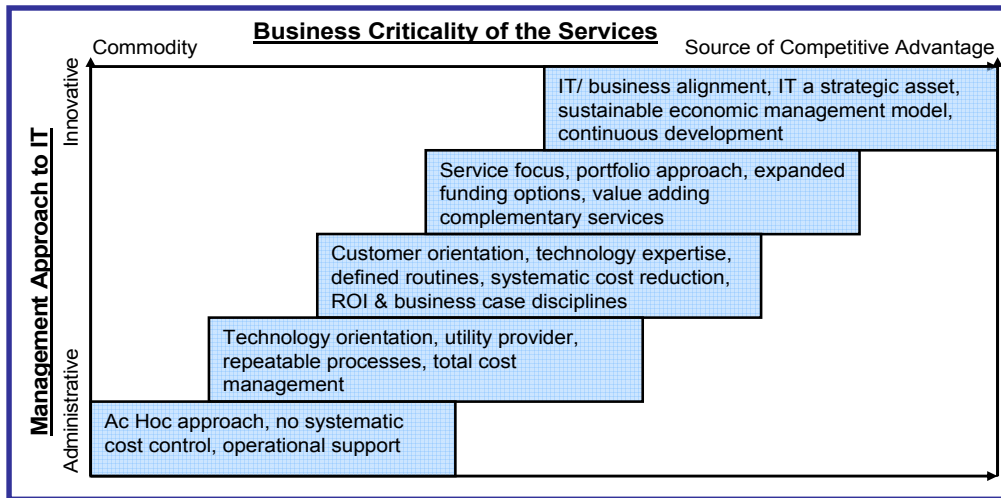 Business Criticality of the Services
Commodity
Source of Competitive Advantage
Management Approach to IT
Innovative
Administrative
IT/ business alignment, IT a strategic asset,
sustainable economic management model,
continuous development
Service focus, portfolio approach, expanded
funding options, value adding
complementary services
Customer orientation, technology expertise,
defined routines, systematic cost reduction,
ROI & business case disciplines
Technology orientation, utility provider,
repeatable processes, total cost
management
Ac Hoc approach, no systematic
cost control, operational support